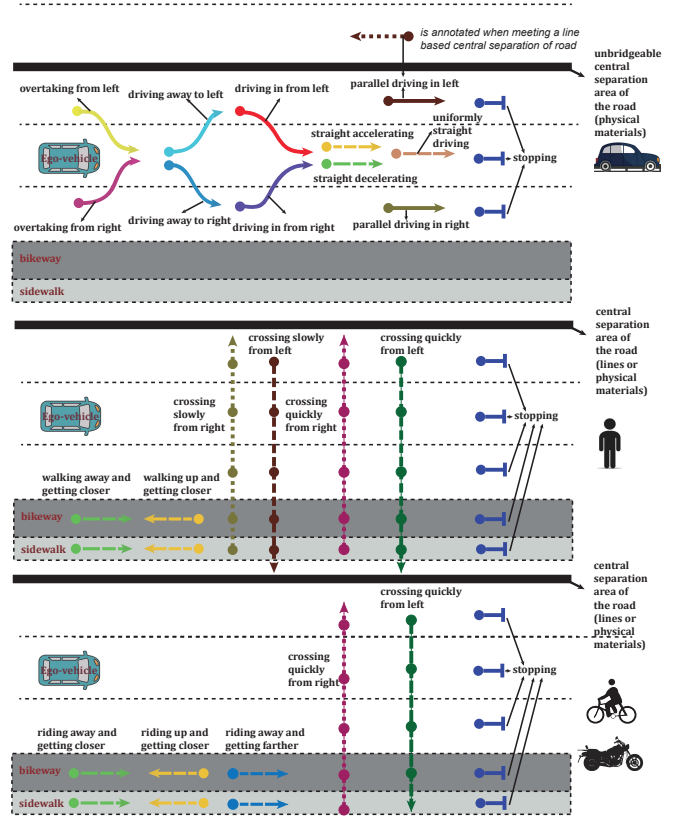 is annotated when meeting a line
based central separation of road
unbridgeable
central
separation
area of
the road
(physical
materials)
overtaking from left
driving away to left
driving in from left
parallel driving in left
uniformly
straight
driving
straight accelerating
Ego-vehicle
stopping
straight decelerating
overtaking from right
driving away to right
driving in from right
parallel driving in right
bikeway
sidewalk
central
separation
area of
the road
(lines or
physical
materials)
crossing slowly
from left
crossing quickly
from left
crossing
slowly
from right
crossing
quickly
from right
Ego-vehicle
stopping
walking away and
getting closer
walking up and
getting closer
bikeway
sidewalk
central
separation
area of
the road
(lines or
physical
materials)
crossing quickly
from left
crossing
quickly
from right
Ego-vehicle
stopping
riding away and
getting closer
riding up and
getting closer
riding away and
getting farther
bikeway
sidewalk